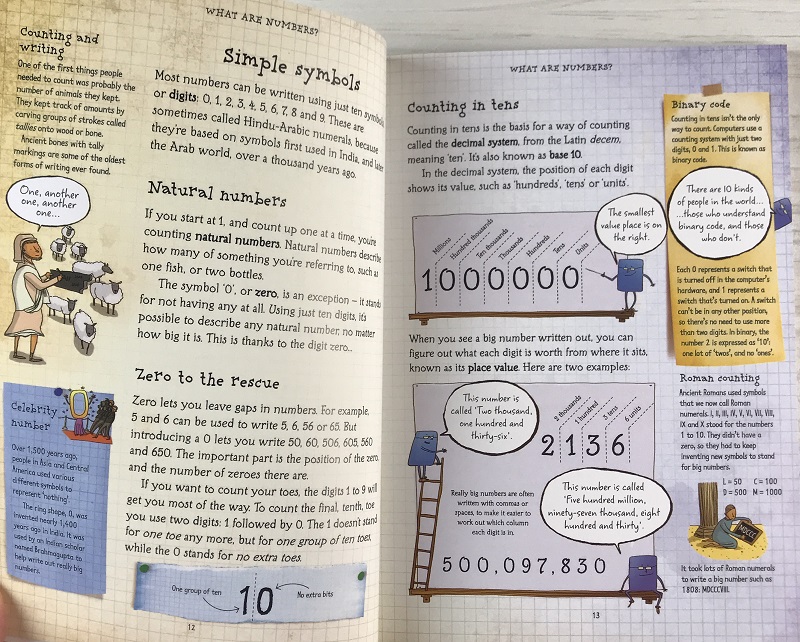 WHAT ARE NUMBERS?
Counting and
writing
One of the first things people
needed to count was probably the
number of animals they kept.
They kept track of amounts by
carving groups of strokes called
tallies onto wood or bone.
Ancient bones with tally
markings are some of the oldest
forms of writing ever found.
One, another
one, another
one...
Celebrity
number
Over 1,500 years ago,
people in Asia and Central
America used various
different symbols to
represent 'nothing'.
The ring shape, 0, was
invented nearly 1,400
years ago in India. It was
used by an Indian scholar
named Brahmagupta to
help write out really big
numbers.
Simple symbols
Most numbers can be written using just ten symbols,
or digits: 0, 1, 2, 3, 4, 5, 6, 7, 8 and 9. These are
sometimes called Hindu-Arabic numerals, because
they're based on symbols first used in India, and later
the Arab world, over a thousand years ago.
Natural numbers
If you start at 1, and count up one at a time, you're
counting natural numbers. Natural numbers describe
how many of something you're referring to, such as
one fish, or two bottles.
The symbol '0', or zero, is an exception – it stands
for not having any at all. Using just ten digits, it's
possible to describe any natural number, no matter
how big it is. This is thanks to the digit zero...
Zero to the rescue
Zero lets you leave gaps in numbers. For example,
5 and 6 can be used to write 5, 6, 56 or 65. But
introducing a 0 lets you write 50, 60, 506, 605, 560
and 650. The important part is the position of the zero,
and the number of zeroes there are.
If you want to count your toes, the digits 1 to 9 will
get you most of the way. To count the final, tenth, toe
you use two digits: 1 followed by 0. The 1 doesn't stand
for one toe any more, but for one group of ten toes,
while the 0 stands for no extra toes.
One group of ten
10
No extra bits
12
WHAT ARE NUMBERS?
Counting in tens
Counting in tens is the basis for a way of counting
called the decimal system, from the Latin decem,
meaning 'ten'. It's also known as base 10.
In the decimal system, the position of each digit
shows its value, such as 'hundreds', 'tens' or 'units'.
Millions
Hundred thousands
Ten thousands
Thousands
Hundreds
Tens
Units
1000000
The smallest
value place is on
the right.
When you see a big number written out, you can
figure out what each digit is worth from where it sits,
known as its place value. Here are two examples:
This number is
called 'Two thousand,
one hundred and
thirty-six'.
2 thousands
1 hundred
3 tens
6 units
2136
Really big numbers are often
written with commas or
spaces, to make it easier to
work out which column
each digit is in.
This number is called
'Five hundred million,
ninety-seven thousand, eight
hundred and thirty'.
500,097,830
13
Binary code
Counting in tens isn't the
only way to count. Computers use a
counting system with just two
digits, 0 and 1. This is known as
binary code.
There are 10 kinds
of people in the world...
...those who understand
binary code, and those
who don't.
Each 0 represents a switch that
is turned off in the computer's
hardware, and 1 represents a
switch that's turned on. A switch
can't be in any other position,
so there's no need to use more
than two digits. In binary, the
number 2 is expressed as '10':
one lot of 'twos', and no 'ones'.
Roman counting
Ancient Romans used symbols
that we now call Roman
numerals. I, II, III, IV, V, VI, VII, VIII,
IX and X stood for the numbers
1 to 10. They didn't have a
zero, so they had to keep
inventing new symbols to stand
for big numbers.
L = 50 C = 100
D = 500 M = 1000
It took lots of Roman numerals
to write a big number such as
1808: MDCCCVIII.